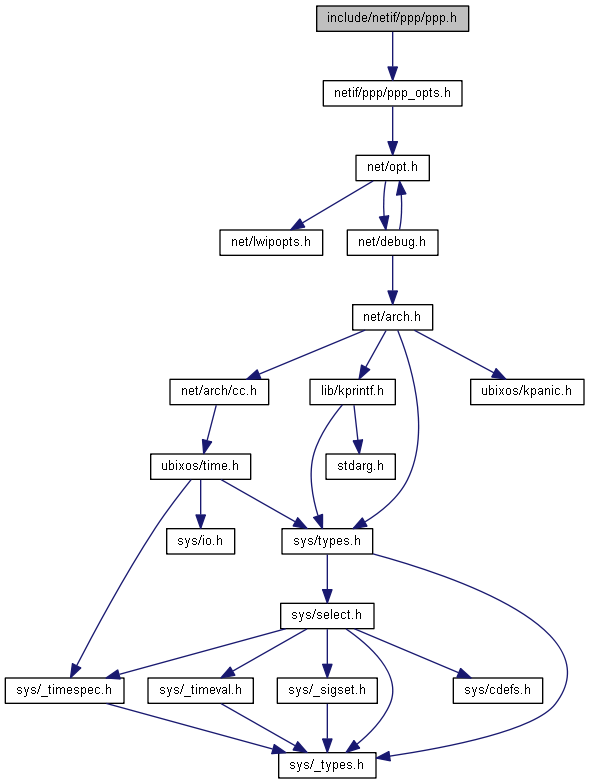 include/netif/ppp/ppp.h
netif/ppp/ppp_opts.h
net/opt.h
net/lwipopts.h
net/debug.h
net/arch.h
net/arch/cc.h
lib/kprintf.h
ubixos/kpanic.h
ubixos/time.h
stdarg.h
sys/io.h
sys/types.h
sys/select.h
sys/_timespec.h
sys/_timeval.h
sys/_sigset.h
sys/cdefs.h
sys/_types.h